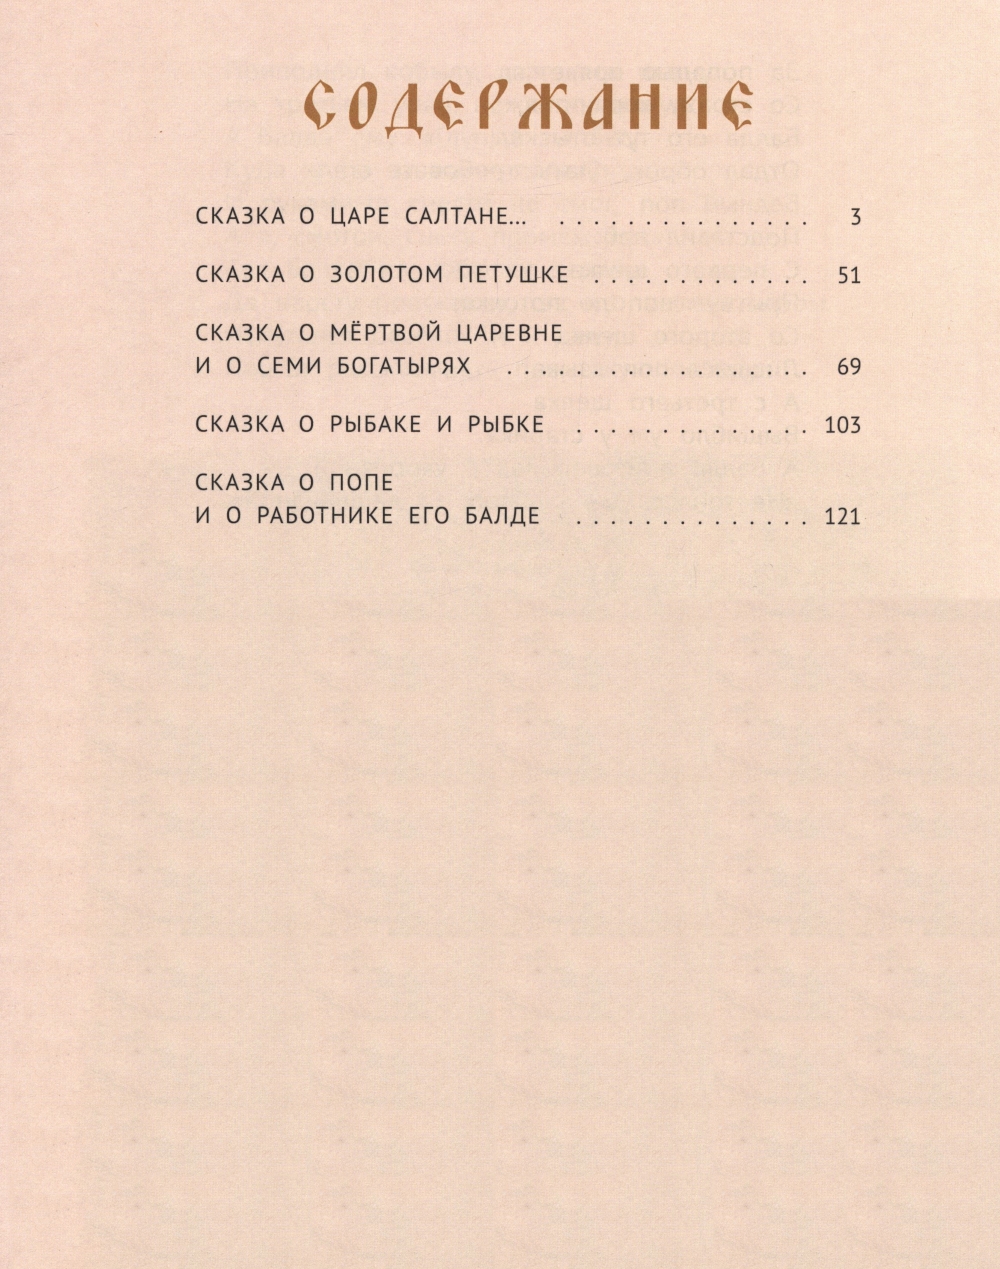 СОДЕРЖАНИЕ
СКАЗКА О ЦАРЕ САЛТАНЕ... . . . . . . . . . . . . . . . 3
СКАЗКА О ЗОЛОТОМ ПЕТУШКЕ . . . . . . . . . . . . . 51
СКАЗКА О МЁРТВОЙ ЦАРЕВНЕ
И О СЕМИ БОГАТЫРЯХ . . . . . . . . . . . . . . . . . . 69
СКАЗКА О РЫБАКЕ И РЫБКЕ . . . . . . . . . . . . . . 103
СКАЗКА О ПОПЕ
И О РАБОТНИКЕ ЕГО БАЛДЕ . . . . . . . . . . . . . . 121